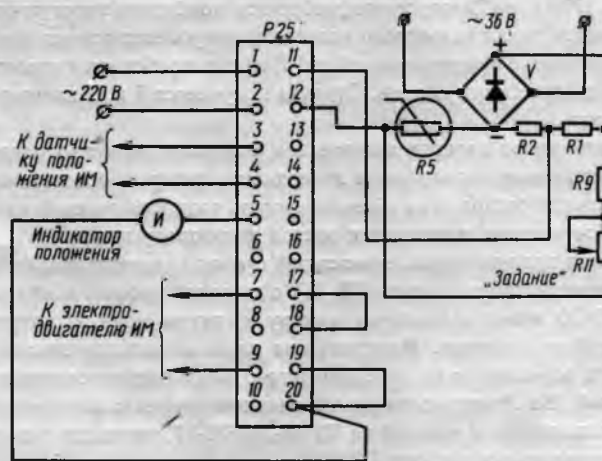 P25
~36 В
1 11
+
V
~220 В
2 12
R5
R2
R1
3 13
К датчи-
ку поло-
жения ИМ
4 14
R9
5 15
И
Индикатор
положения
6 16
R11
7 17
„Задание"
К электро-
двигателю ИМ
8 18
9 19
10 20